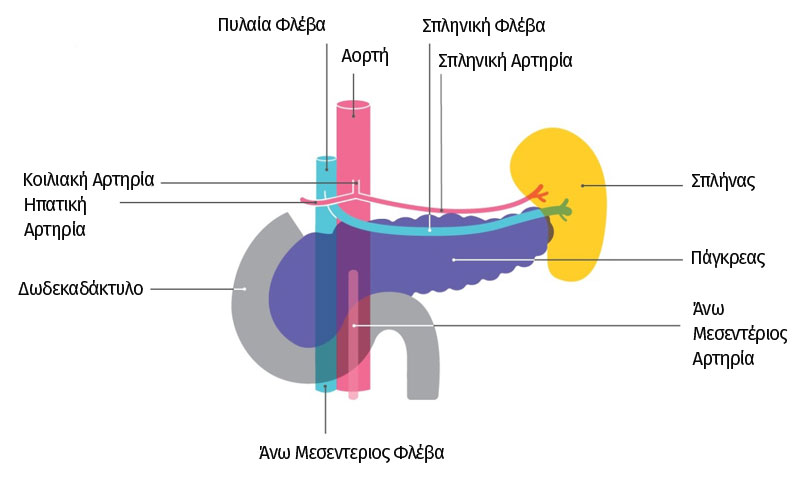 Πυλαία Φλέβα
Σπληνική Φλέβα
Αορτή
Σπληνική Αρτηρία
Κοιλιακή Αρτηρία
Ηπατική
Αρτηρία
Σπλήνας
Πάγκρεας
Δωδεκαδάκτυλο
Άνω
Μεσεντέριος
Αρτηρία
Άνω Μεσεντεριος Φλέβα